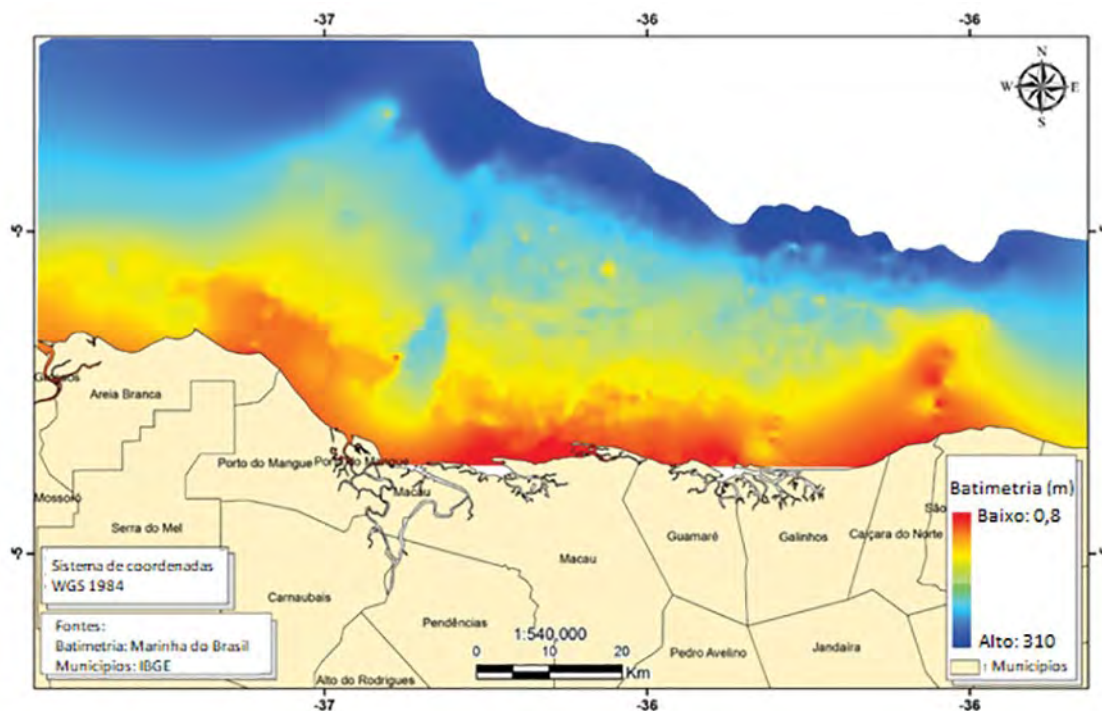 -37
-36
-36
N
W
E
S
-5
Areia Branca
Porto do Mangue
Porto do Mangue
Macau
Mossoró
Serra do Mel
Macau
Guamaré
Galinhos
Caiçara do Norte
São
Batimetria (m)
Baixo: 0,8
Alto: 310
Municípios
-5
Sistema de coordenadas
WGS 1984
Carnaubais
Pendências
Fontes:
Batimetria: Marinha do Brasil
Municípios: IBGE
1:540,000
0
10
20
Km
Pedro Avelino
Jandaíra
Alto do Rodrigues
-37
-36
-36